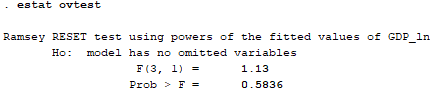 . estat ovtest
Ramsey RESET test using powers of the fitted values of GDP_ln
Ho: model has no omitted variables
F(3, 1) = 1.13
Prob > F = 0.5836